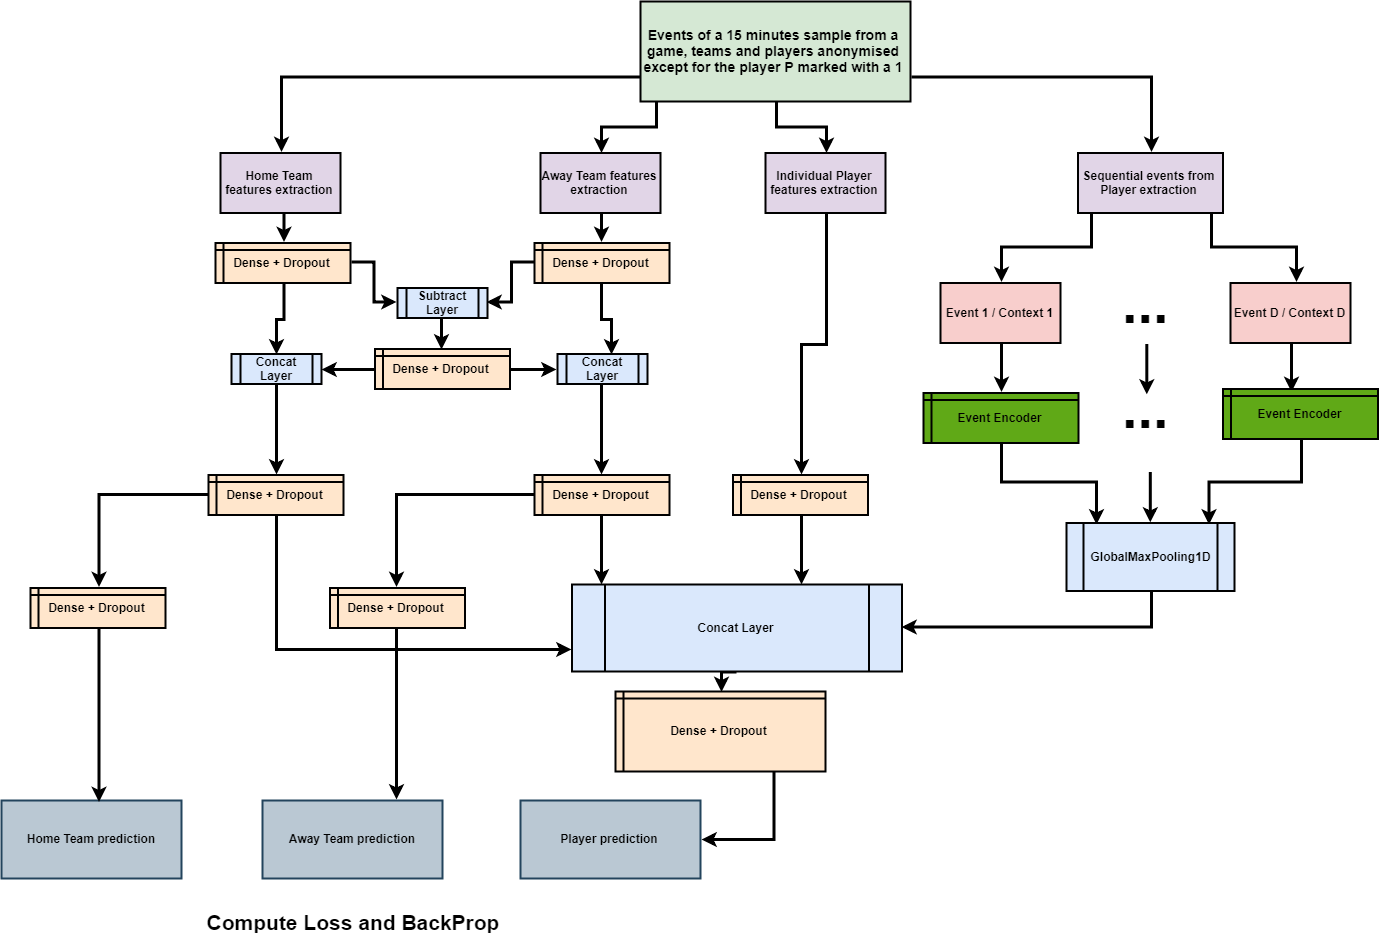 Events of a 15 minutes sample from a
game, teams and players anonymised
except for the player P marked with a 1
Home Team
features extraction
Away Team features
extraction
Individual Player
features extraction
Sequential events from
Player extraction
Dense + Dropout
Dense + Dropout
Subtract
Layer
Event 1 / Context 1
...
Event D / Context D
Concat
Layer
Dense + Dropout
Concat
Layer
Event Encoder
...
Event Encoder
Dense + Dropout
Dense + Dropout
Dense + Dropout
GlobalMaxPooling1D
Dense + Dropout
Dense + Dropout
Concat Layer
Dense + Dropout
Home Team prediction
Away Team prediction
Player prediction
Compute Loss and BackProp